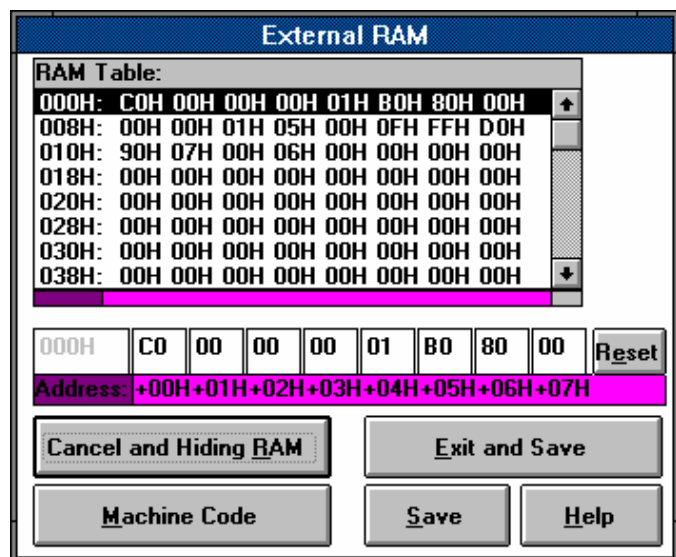 External RAM
RAM Table:
000H: C0H 00H 00H 00H 01H B0H 80H 00H
008H: 00H 00H 01H 05H 00H 0FH FFH D0H
010H: 90H 07H 00H 06H 00H 00H 00H 00H
018H: 00H 00H 00H 00H 00H 00H 00H 00H
020H: 00H 00H 00H 00H 00H 00H 00H 00H
028H: 00H 00H 00H 00H 00H 00H 00H 00H
030H: 00H 00H 00H 00H 00H 00H 00H 00H
038H: 00H 00H 00H 00H 00H 00H 00H 00H
000H C0 00 00 00 01 B0 80 00 Reset
Address: +00H +01H +02H +03H +04H +05H +06H +07H
Cancel and Hiding RAM Exit and Save
Machine Code Save Help